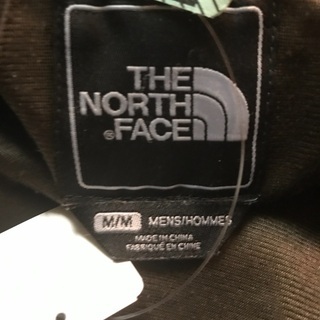 THE
NORTH
®FACE
M/M MENS/HOMMES
MADE IN CHINA
FABRIQUÉ EN CHINE